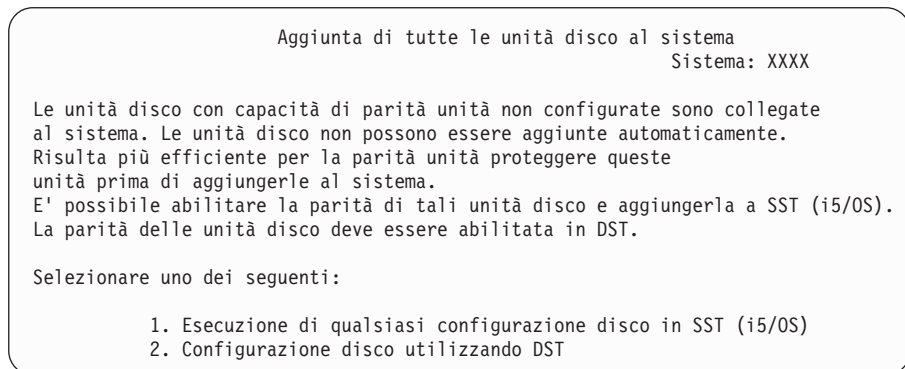 Aggiunta di tutte le unità disco al sistema
Sistema: XXXX
Le unità disco con capacità di parità unità non configurate sono collegate
al sistema. Le unità disco non possono essere aggiunte automaticamente.
Risulta più efficiente per la parità unità proteggere queste
unità prima di aggiungerle al sistema.
E' possibile abilitare la parità di tali unità disco e aggiungerla a SST (i5/OS).
La parità delle unità disco deve essere abilitata in DST.
Selezionare uno dei seguenti:
1. Esecuzione di qualsiasi configurazione disco in SST (i5/OS)
2. Configurazione disco utilizzando DST